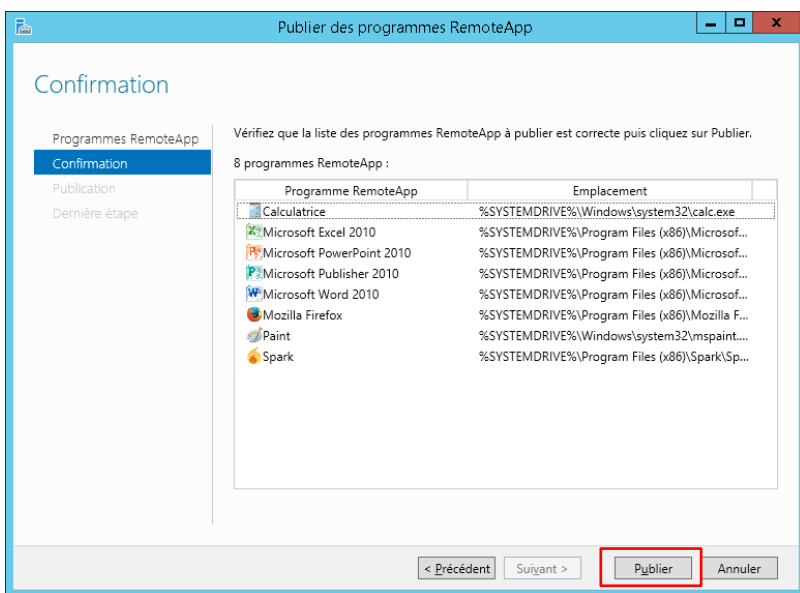 Publier des programmes RemoteApp
Confirmation
Programmes RemoteApp
Confirmation
Publication
Dernière étape
Vérifiez que la liste des programmes RemoteApp à publier est correcte puis cliquez sur Publier.
8 programmes RemoteApp :
Programme RemoteApp Emplacement
Calculatrice %SYSTEMDRIVE%\Windows\system32\calc.exe
Microsoft Excel 2010 %SYSTEMDRIVE%\Program Files (x86)\Microsof...
Microsoft PowerPoint 2010 %SYSTEMDRIVE%\Program Files (x86)\Microsof...
Microsoft Publisher 2010 %SYSTEMDRIVE%\Program Files (x86)\Microsof...
Microsoft Word 2010 %SYSTEMDRIVE%\Program Files (x86)\Microsof...
Mozilla Firefox %SYSTEMDRIVE%\Program Files (x86)\Mozilla F...
Paint %SYSTEMDRIVE%\Windows\system32\mspaint....
Spark %SYSTEMDRIVE%\Program Files (x86)\Spark\Sp...
< Précédent Suivant > Publier Annuler